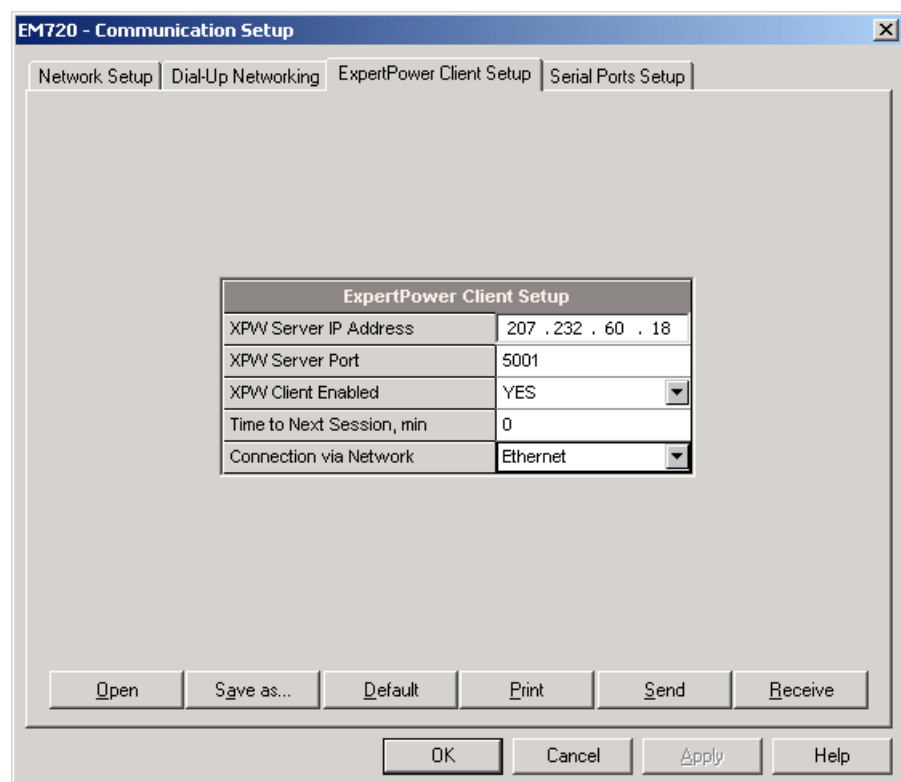 EM720 - Communication Setup
Network Setup Dial-Up Networking ExpertPower Client Setup Serial Ports Setup
ExpertPower Client Setup
XPW Server IP Address 207 . 232 . 60 . 18
XPW Server Port 5001
XPW Client Enabled YES
Time to Next Session, min 0
Connection via Network Ethernet
Open Save as... Default Print Send Receive
OK Cancel Apply Help